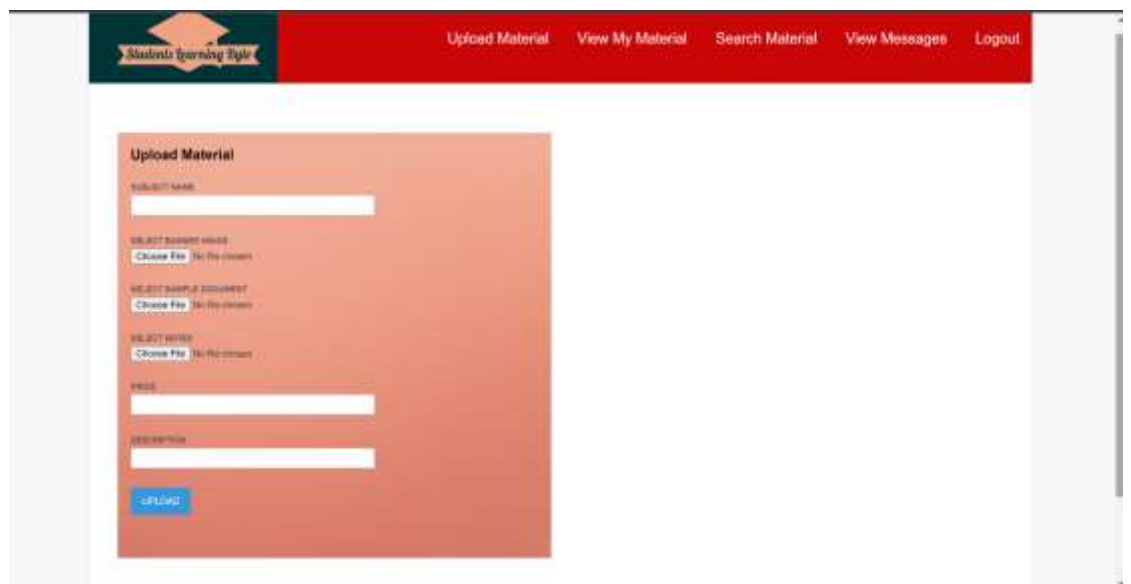 Students Learning Byte
Upload Material View My Material Search Material View Messages Logout
Upload Material
SUBJECT NAME
SELECT BANNER IMAGE
Choose File No file chosen
SELECT SAMPLE DOCUMENT
Choose File No file chosen
SELECT NOTES
Choose File No file chosen
PRICE
DESCRIPTION
UPLOAD